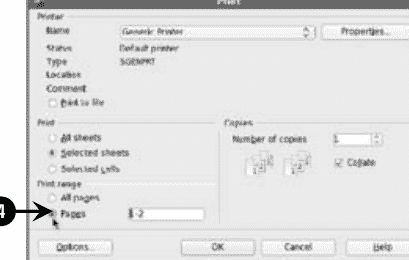 Print
Printer
Name Generic Printer Properties...
Status Default printer
Type SGENPRT
Location
Comment
Print to file
Print Copies
All sheets Number of copies 1
Selected sheets
Selected cells Collate
Print range
All pages
4 Pages 1-2
Options... OK Cancel Help